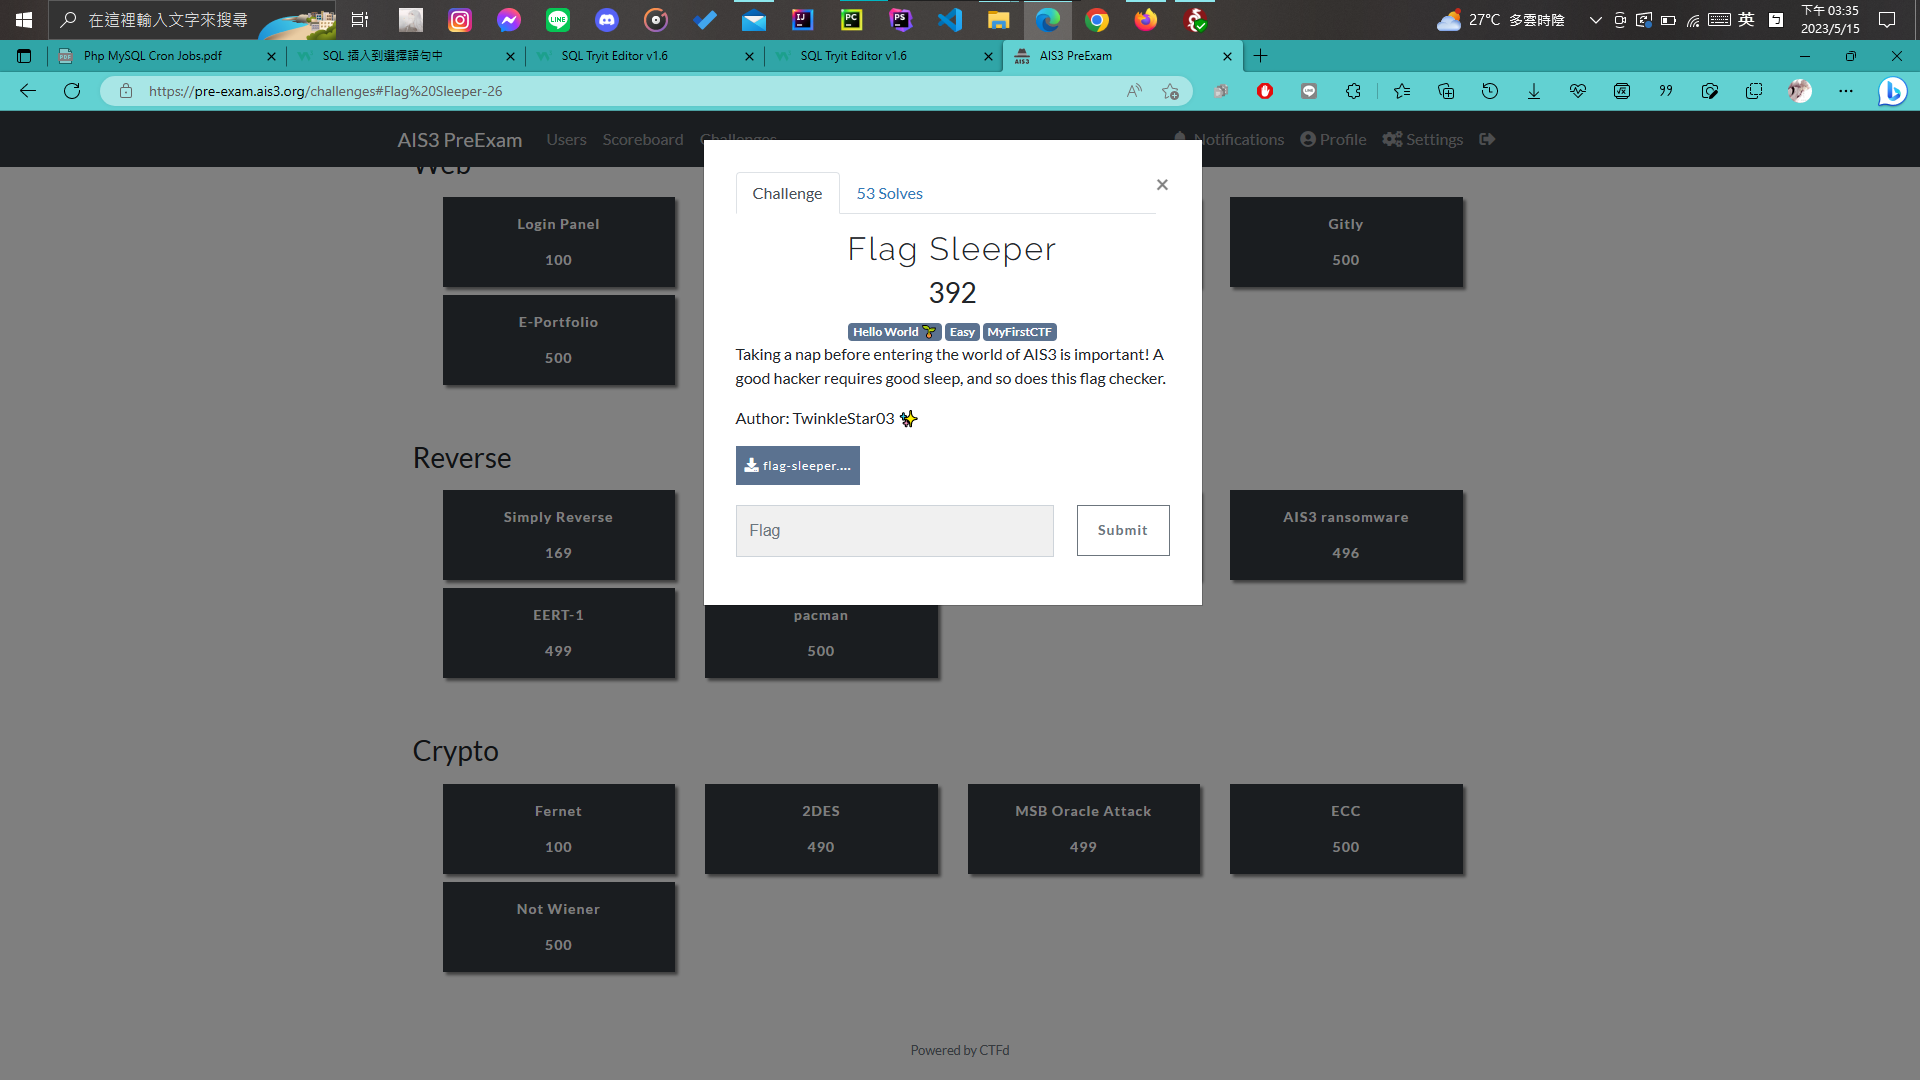 在這裡輸入文字來搜尋
27°C 多雲時陰
英
下午 03:35
2023/5/15
Php MySQL Cron Jobs.pdf
SQL 插入到選擇語句中
SQL Tryit Editor v1.6
SQL Tryit Editor v1.6
AIS3 PreExam
https://pre-exam.ais3.org/challenges#Flag%20Sleeper-26
AIS3 PreExam
Users
Scoreboard
Challenges
Notifications
Profile
Settings
Web
Login Panel
100
Gitly
500
E-Portfolio
500
Challenge
53 Solves
×
Flag Sleeper
392
Hello World
Easy
MyFirstCTF
Taking a nap before entering the world of AIS3 is important! A
good hacker requires good sleep, and so does this flag checker.
Author: TwinkleStar03 ✨
flag-sleeper....
Flag
Submit
Reverse
Simply Reverse
169
AIS3 ransomware
496
EERT-1
499
pacman
500
Crypto
Fernet
100
2DES
490
MSB Oracle Attack
499
ECC
500
Not Wiener
500
Powered by CTFd